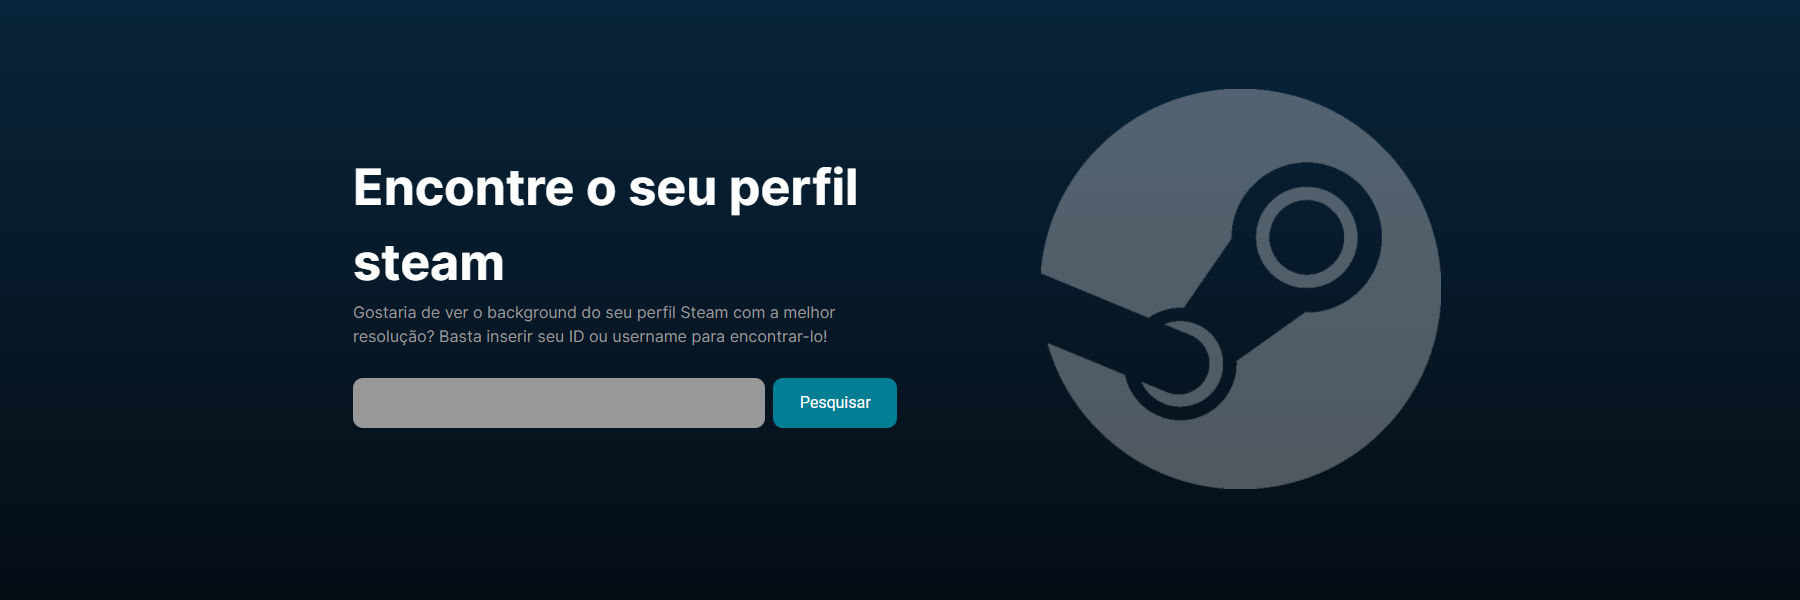 Encontre o seu perfil
steam
Gostaria de ver o background do seu perfil Steam com a melhor
resolução? Basta inserir seu ID ou username para encontrar-lo!
Pesquisar